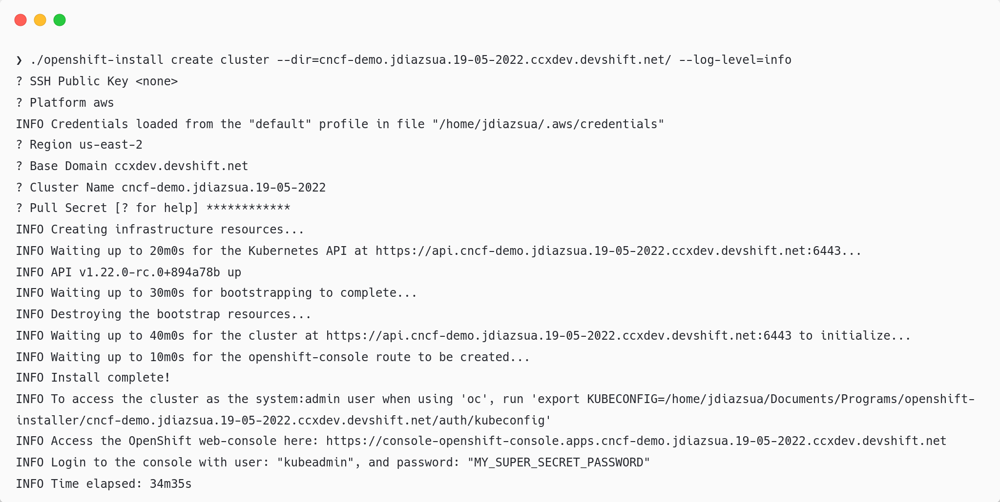 ❯ ./openshift-install create cluster --dir=cncf-demo.jdiazsua.19-05-2022.ccxdev.devshift.net/ --log-level=info
? SSH Public Key <none>
? Platform aws
INFO Credentials loaded from the "default" profile in file "/home/jdiazsua/.aws/credentials"
? Region us-east-2
? Base Domain ccxdev.devshift.net
? Cluster Name cncf-demo.jdiazsua.19-05-2022
? Pull Secret [? for help] ************
INFO Creating infrastructure resources...
INFO Waiting up to 20m0s for the Kubernetes API at https://api.cncf-demo.jdiazsua.19-05-2022.ccxdev.devshift.net:6443...
INFO API v1.22.0-rc.0+894a78b up
INFO Waiting up to 30m0s for bootstrapping to complete...
INFO Destroying the bootstrap resources...
INFO Waiting up to 40m0s for the cluster at https://api.cncf-demo.jdiazsua.19-05-2022.ccxdev.devshift.net:6443 to initialize...
INFO Waiting up to 10m0s for the openshift-console route to be created...
INFO Install complete!
INFO To access the cluster as the system:admin user when using 'oc', run 'export KUBECONFIG=/home/jdiazsua/Documents/Programs/openshift-
installer/cncf-demo.jdiazsua.19-05-2022.ccxdev.devshift.net/auth/kubeconfig'
INFO Access the OpenShift web-console here: https://console-openshift-console.apps.cncf-demo.jdiazsua.19-05-2022.ccxdev.devshift.net
INFO Login to the console with user: "kubeadmin", and password: "MY_SUPER_SECRET_PASSWORD"
INFO Time elapsed: 34m35s